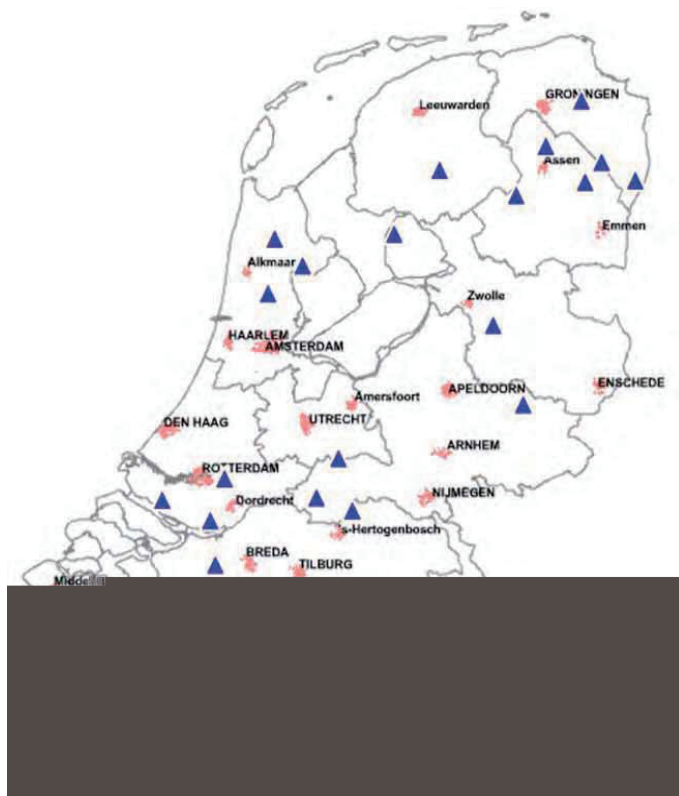 GRONINGEN
Leeuwarden
Assen
Emmen
Alkmaar
Zwolle
HAARLEM
AMSTERDAM
ENSCHEDE
APELDOORN
Amersfoort
DEN HAAG
UTRECHT
ARNHEM
ROTTERDAM
NIJMEGEN
Dordrecht
's-Hertogenbosch
BREDA
TILBURG